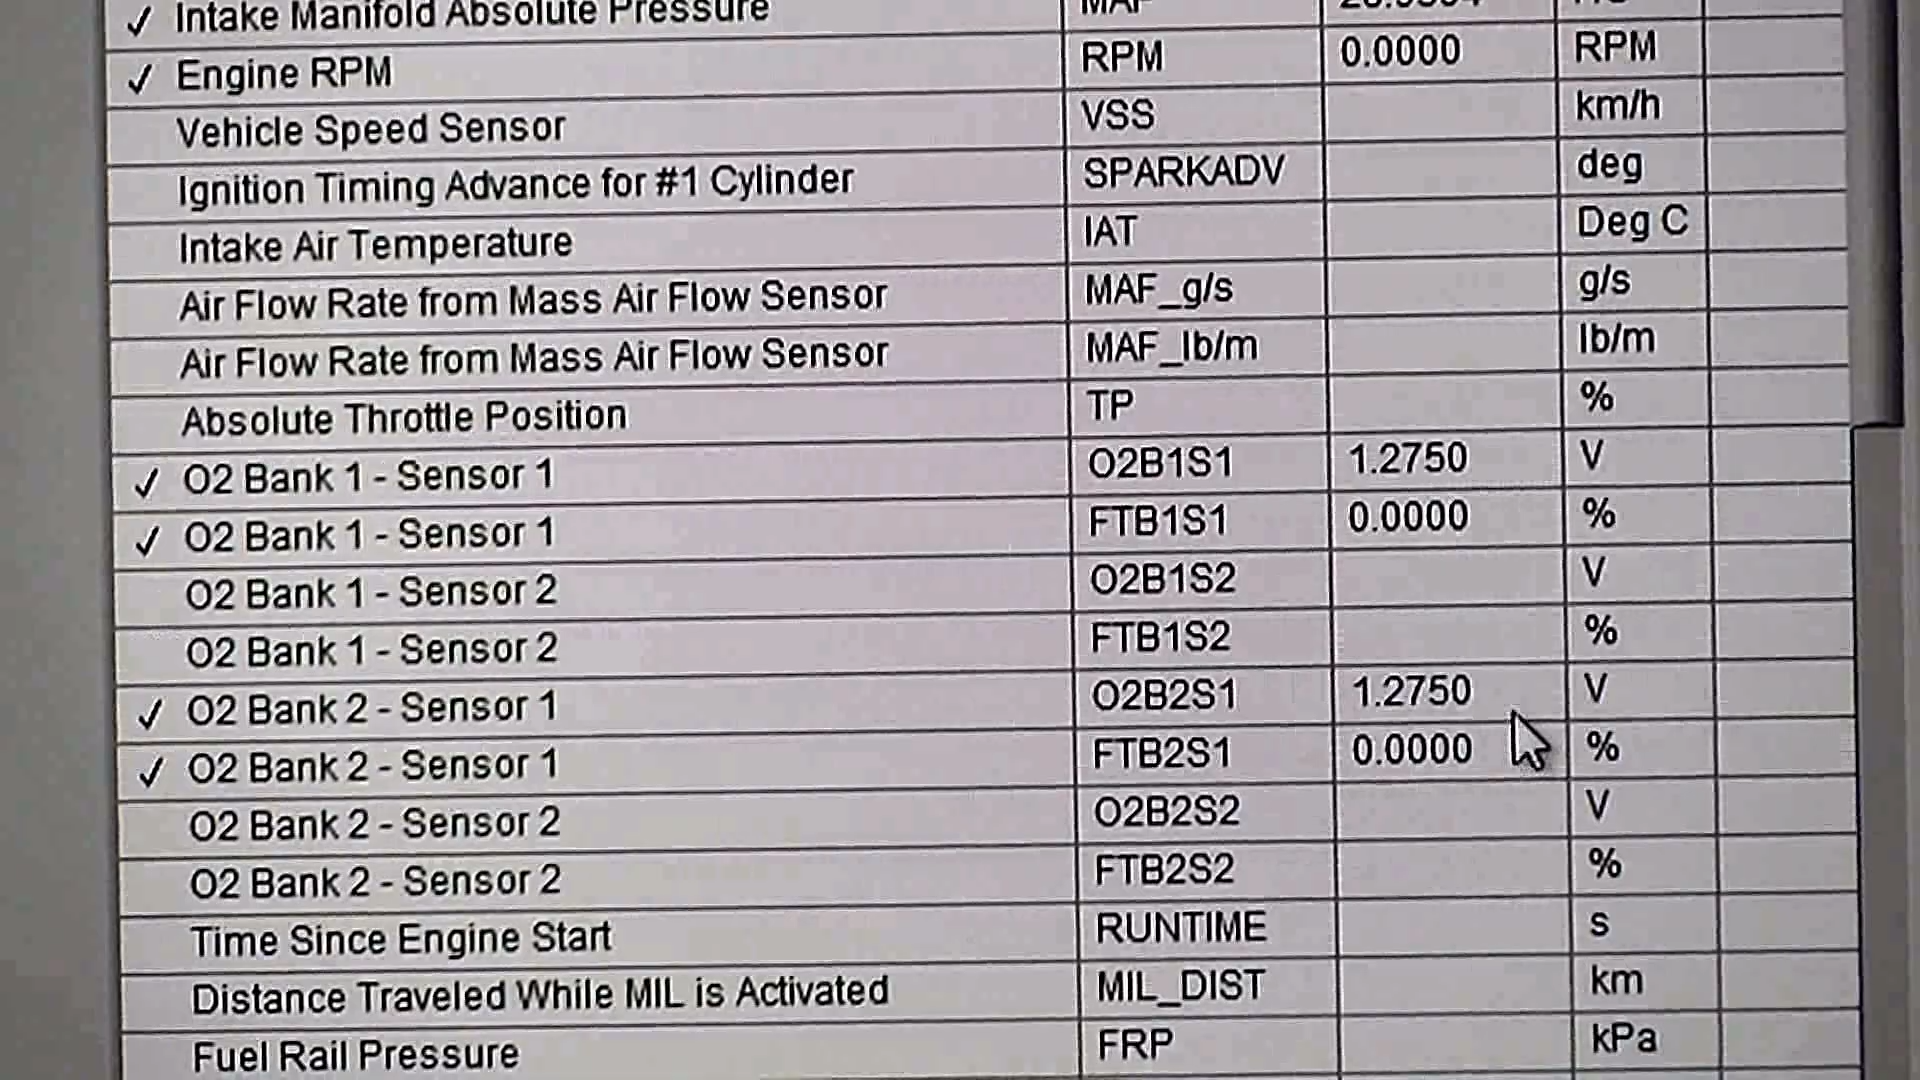 ✓ Intake Manifold Absolute Pressure MAP
✓ Engine RPM RPM 0.0000 RPM
Vehicle Speed Sensor VSS km/h
Ignition Timing Advance for #1 Cylinder SPARKADV deg
Intake Air Temperature IAT Deg C
Air Flow Rate from Mass Air Flow Sensor MAF_g/s g/s
Air Flow Rate from Mass Air Flow Sensor MAF_lb/m lb/m
Absolute Throttle Position TP %
✓ O2 Bank 1 - Sensor 1 O2B1S1 1.2750 V
✓ O2 Bank 1 - Sensor 1 FTB1S1 0.0000 %
O2 Bank 1 - Sensor 2 O2B1S2 V
O2 Bank 1 - Sensor 2 FTB1S2 %
✓ O2 Bank 2 - Sensor 1 O2B2S1 1.2750 V
✓ O2 Bank 2 - Sensor 1 FTB2S1 0.0000 %
O2 Bank 2 - Sensor 2 O2B2S2 V
O2 Bank 2 - Sensor 2 FTB2S2 %
Time Since Engine Start RUNTIME s
Distance Traveled While MIL is Activated MIL_DIST km
Fuel Rail Pressure FRP kPa